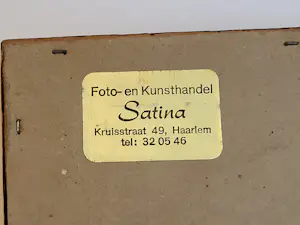 Foto- en Kunsthandel
Satina
Kruisstraat 49, Haarlem
tel: 32 05 46